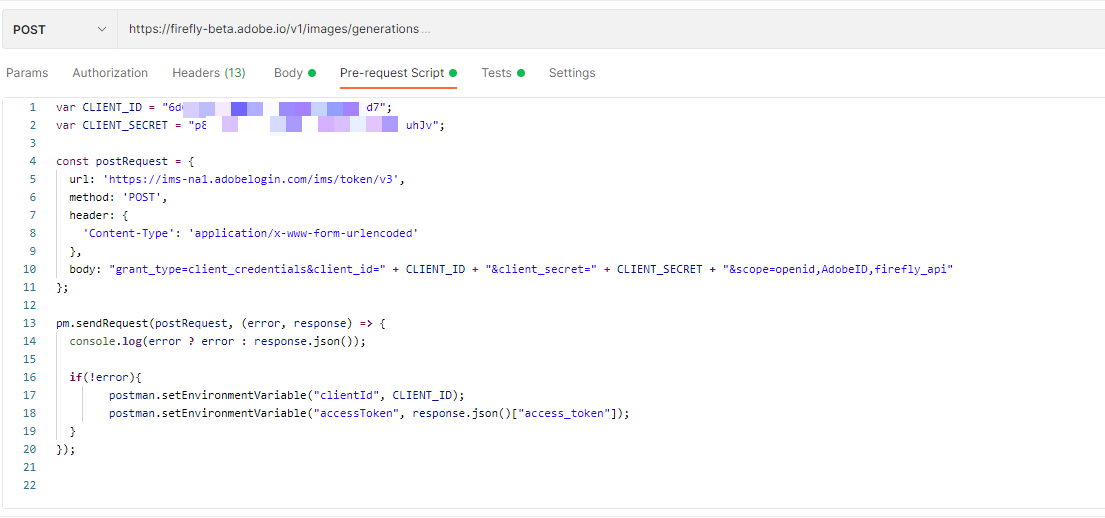 POST https://firefly-beta.adobe.io/v1/images/generations ...
Params Authorization Headers (13) Body Pre-request Script Tests Settings
1 var CLIENT_ID = "6d d7";
2 var CLIENT_SECRET = "p8 uhJv";
3
4 const postRequest = {
5 url: 'https://ims-na1.adobelogin.com/ims/token/v3',
6 method: 'POST',
7 header: {
8 'Content-Type': 'application/x-www-form-urlencoded'
9 },
10 body: "grant_type=client_credentials&client_id=" + CLIENT_ID + "&client_secret=" + CLIENT_SECRET + "&scope=openid,AdobeID,firefly_api"
11 };
12
13 pm.sendRequest(postRequest, (error, response) => {
14 console.log(error ? error : response.json());
15
16 if(!error){
17 postman.setEnvironmentVariable("clientId", CLIENT_ID);
18 postman.setEnvironmentVariable("accessToken", response.json()["access_token"]);
19 }
20 });
21
22